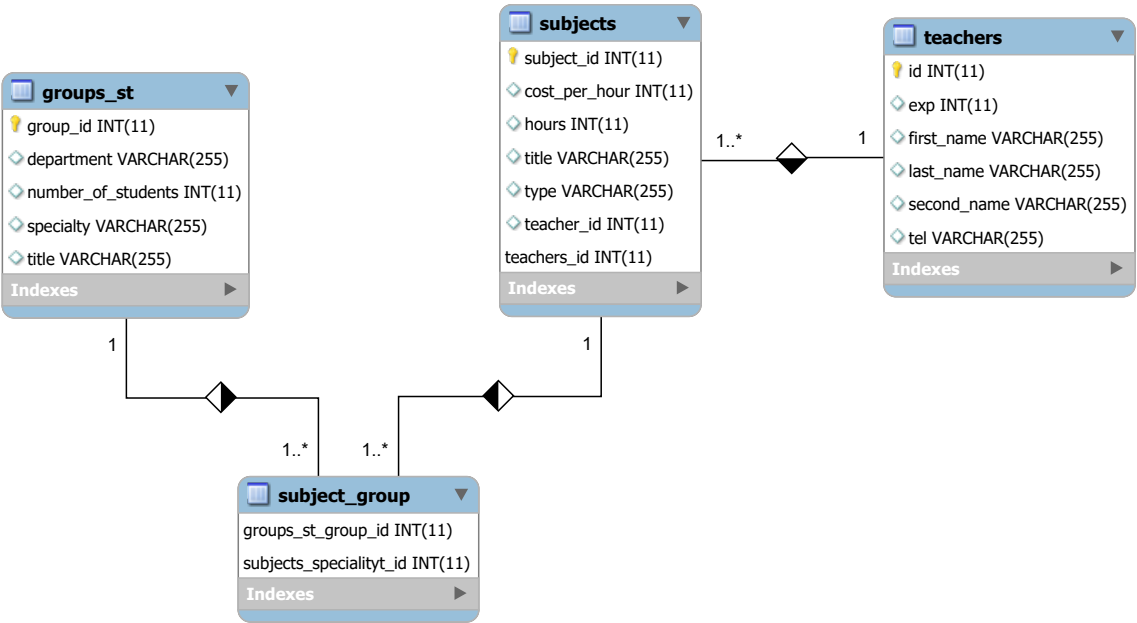 groups_st
group_id INT(11)
department VARCHAR(255)
number_of_students INT(11)
specialty VARCHAR(255)
title VARCHAR(255)
Indexes
subjects
subject_id INT(11)
cost_per_hour INT(11)
hours INT(11)
title VARCHAR(255)
type VARCHAR(255)
teacher_id INT(11)
teachers_id INT(11)
Indexes
1..*
1
teachers
id INT(11)
exp INT(11)
first_name VARCHAR(255)
last_name VARCHAR(255)
second_name VARCHAR(255)
tel VARCHAR(255)
Indexes
1
1
1..*
1..*
subject_group
groups_st_group_id INT(11)
subjects_specialityt_id INT(11)
Indexes